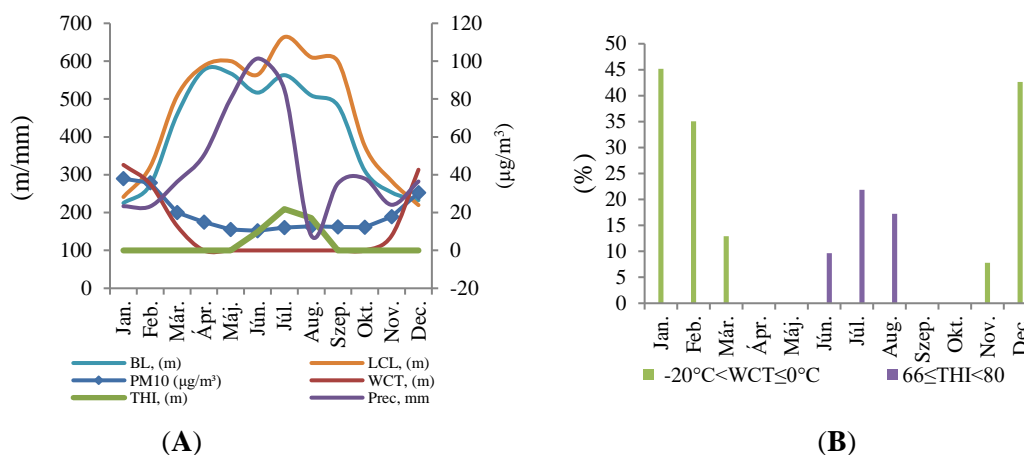 700
600
500
400
300
200
100
0
(m/mm)
120
100
80
60
40
20
0
-20
(μg/m³)
Jan.
Feb.
Már.
Ápr.
Máj.
Jún.
Júl.
Aug.
Szep.
Okt.
Nov.
Dec.
BL, (m)
LCL, (m)
PM10 (μg/m³)
WCT, (m)
THI, (m)
Prec, mm
(A)
50
45
40
35
30
25
20
15
10
5
0
(%)
Jan.
Feb.
Már.
Ápr.
Máj.
Jún.
Júl.
Aug.
Szep.
Okt.
Nov.
Dec
-20°C<WCT≤0°C
66≤THI<80
(B)